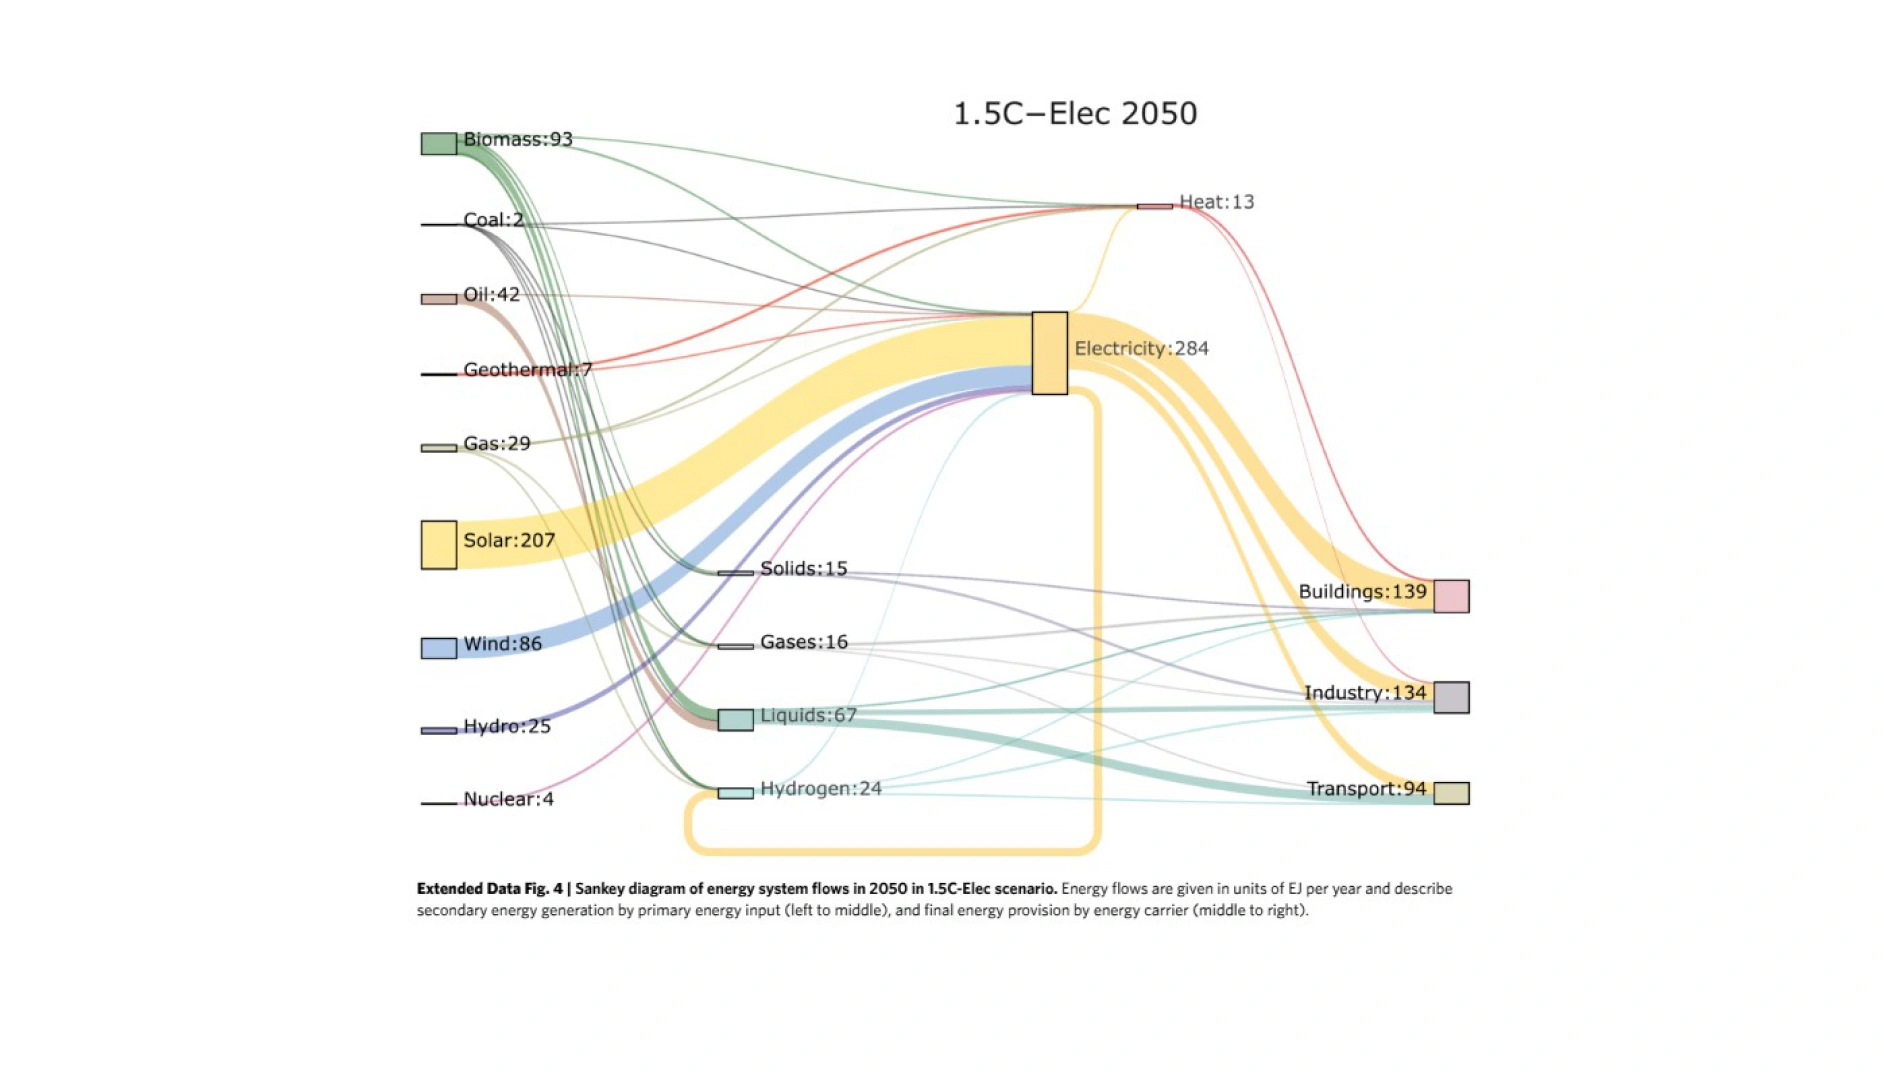 1.5C−Elec 2050
Biomass:93
Heat:13
Coal:2
Oil:42
Electricity:284
Geothermal:7
Gas:29
Solar:207
Solids:15
Buildings:139
Wind:86
Gases:16
Industry:134
Liquids:67
Hydro:25
Hydrogen:24
Transport:94
Nuclear:4
Extended Data Fig. 4 | Sankey diagram of energy system flows in 2050 in 1.5C-Elec scenario. Energy flows are given in units of EJ per year and describe
secondary energy generation by primary energy input (left to middle), and final energy provision by energy carrier (middle to right).